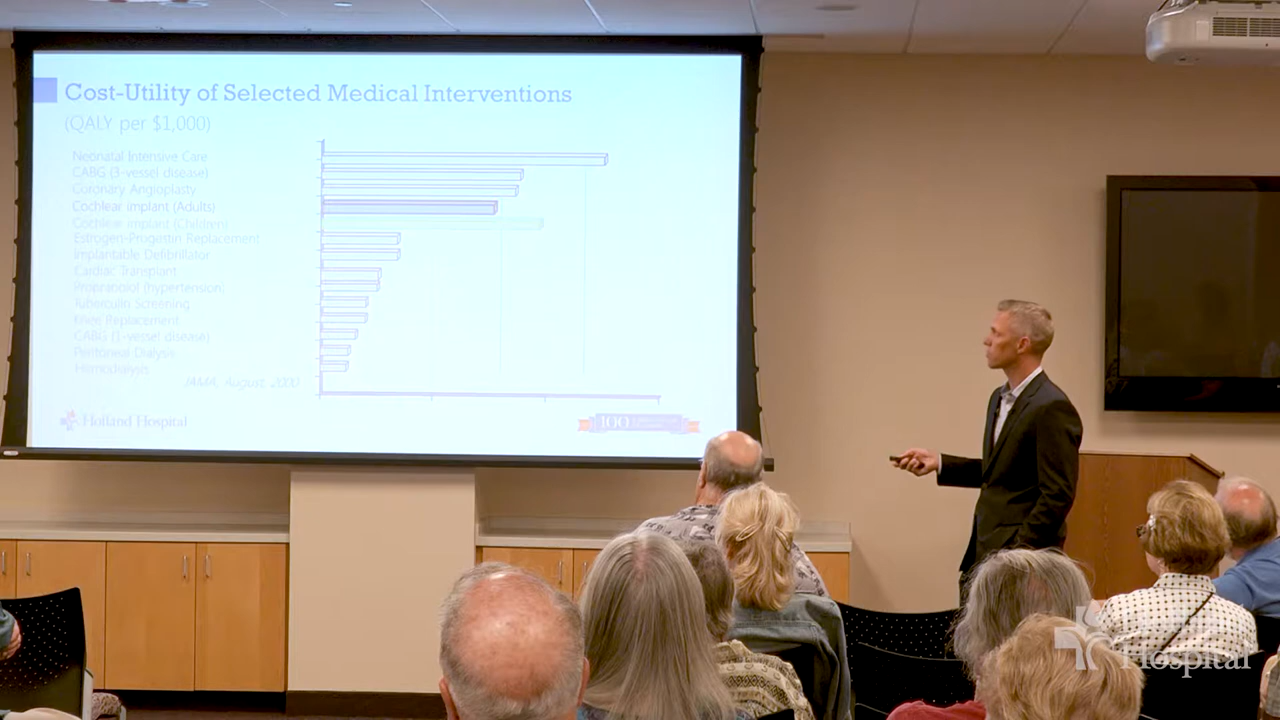 Cost-Utility of Selected Medical Interventions
(QALY per $1,000)
Neonatal Intensive Care
CABG (3-vessel disease)
Coronary Angioplasty
Cochlear implant (Adults)
Cochlear implant (Children)
Estrogen-Progestin Replacement
Implantable Defibrillator
Cardiac Transplant
Propranolol (hypertension)
Tuberculin Screening
Knee Replacement
CABG (1-vessel disease)
Peritoneal Dialysis
Hemodialysis
JAMA, August, 2000
Holland Hospital
100
Hospital